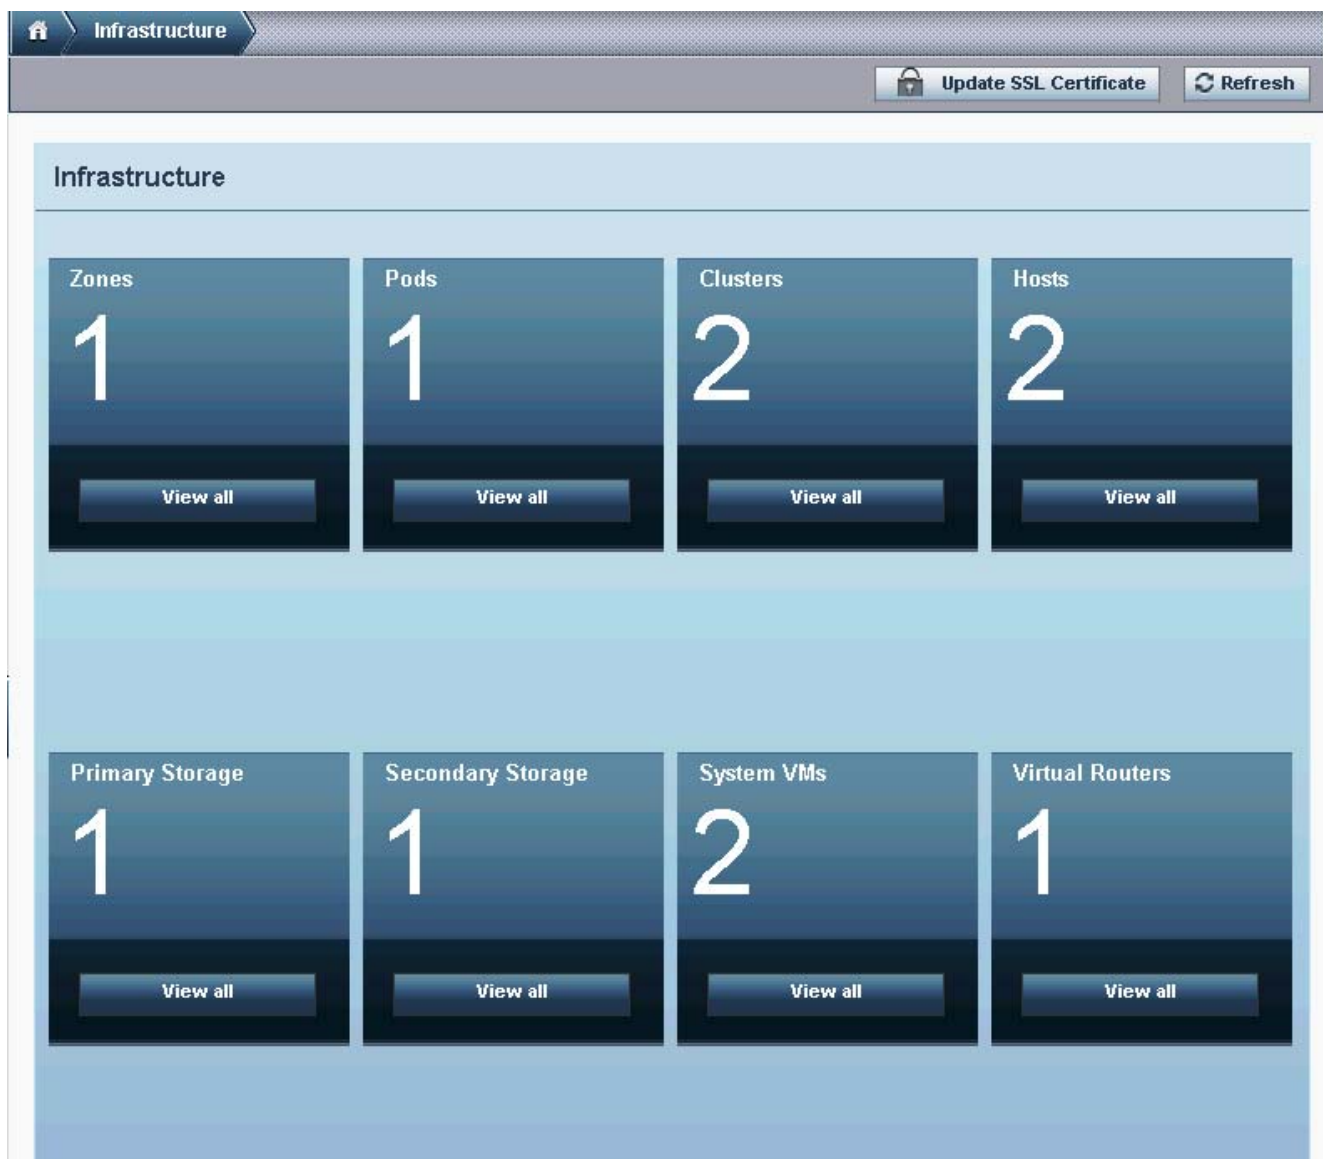 Infrastructure
Update SSL Certificate Refresh
Infrastructure
Zones Pods Clusters Hosts
1 1 2 2
View all View all View all View all
Primary Storage Secondary Storage System VMs Virtual Routers
1 1 2 1
View all View all View all View all